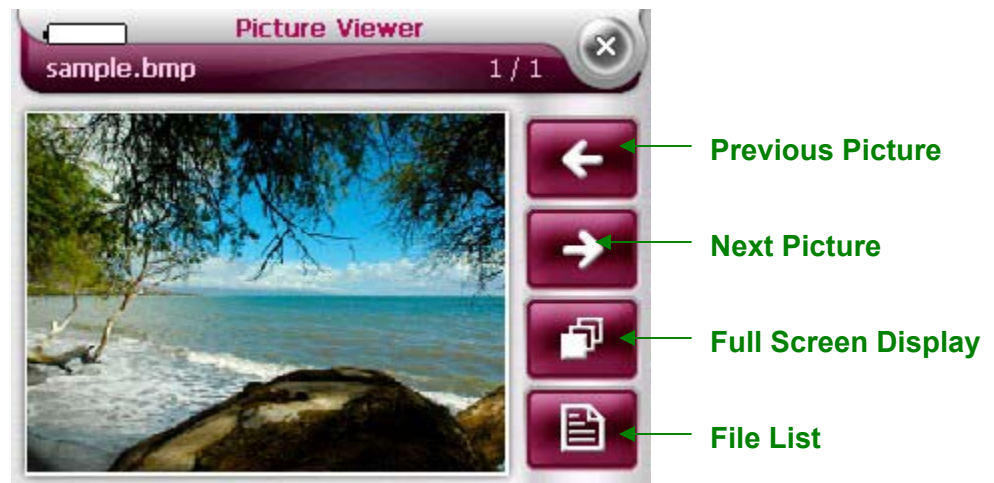 Picture Viewer
sample.bmp 1 / 1
Previous Picture
Next Picture
Full Screen Display
File List